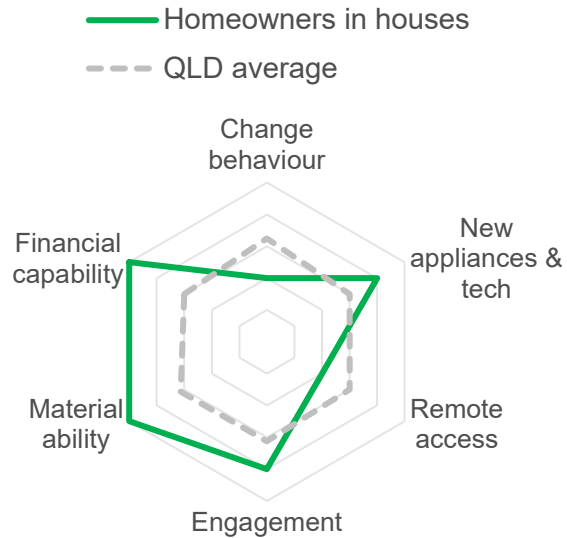 Homeowners in houses
QLD average
Change
behaviour
New
appliances &
tech
Financial
capability
Material
ability
Remote
access
Engagement